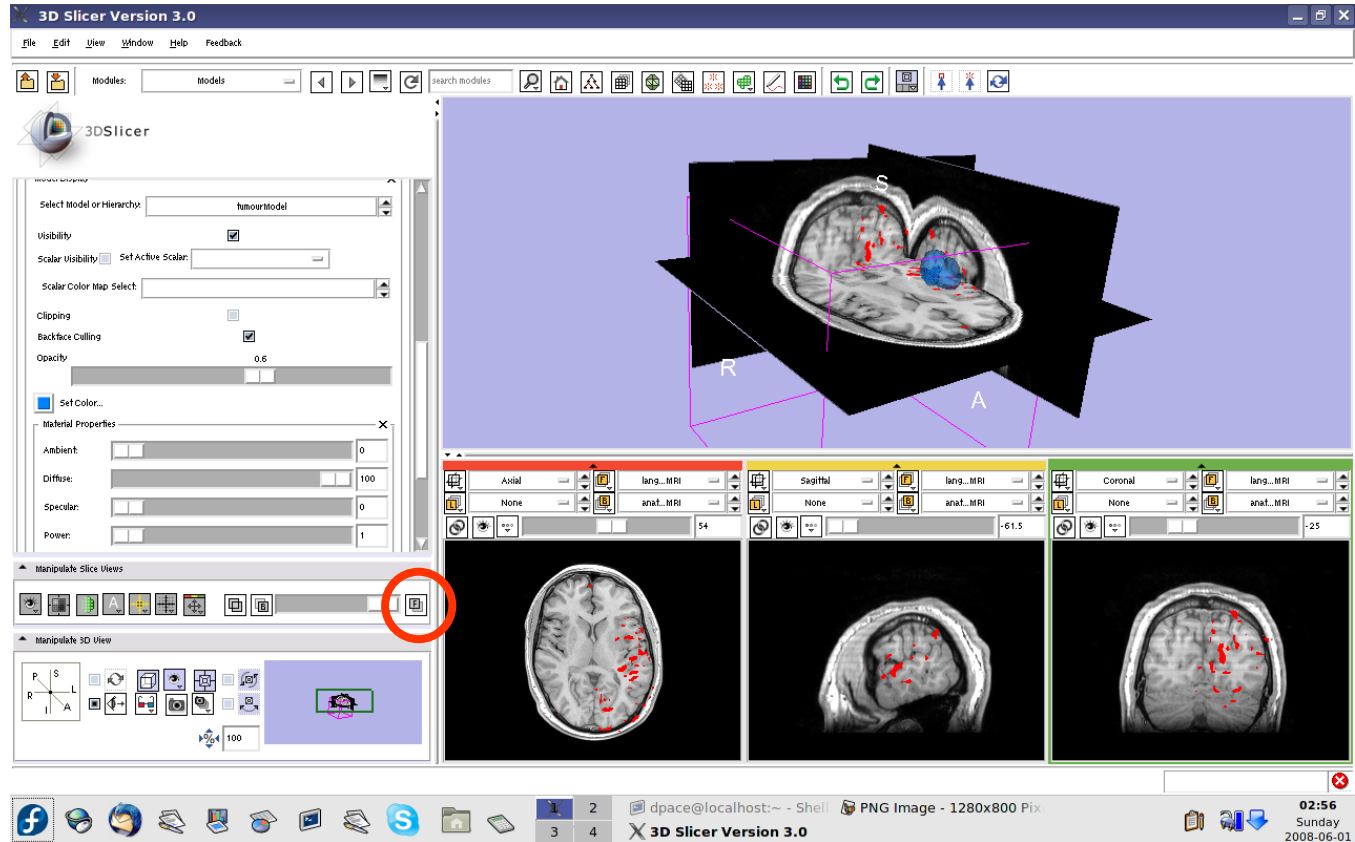 3D Slicer Version 3.0
File Edit View Window Help Feedback
Modules: Models search modules
3DSlicer
Model Display
Select Model or Hierarchy: tumourModel
Visibility
Scalar Visibility Set Active Scalar:
Scalar Color Map Select:
Clipping
Backface Culling
Opacity 0.6
Set Color...
Material Properties
Ambient: 0
Diffuse: 100
Specular: 0
Power: 1
Manipulate Slice Views
A B F
Manipulate 3D View
P S
R L
I A
% 100
S
R
A
Axial F lang...MRI
L None B anat...MRI
54
Sagittal F lang...MRI
L None B anat...MRI
-61.5
Coronal F lang...MRI
L None B anat...MRI
-25
1 2
3 4
dpace@localhost:~ - Shell
PNG Image - 1280x800 Pix
3D Slicer Version 3.0
02:56
Sunday
2008-06-01